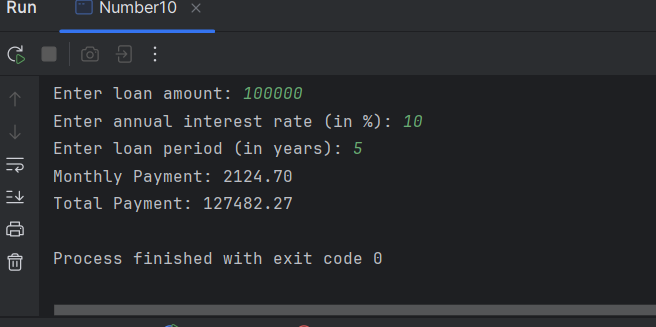 Run Number10
Enter loan amount: 100000
Enter annual interest rate (in %): 10
Enter loan period (in years): 5
Monthly Payment: 2124.70
Total Payment: 127482.27
Process finished with exit code 0